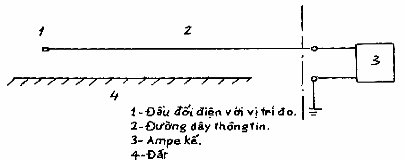 1
2
3
4
1-Đầu đối điện với vị trí đo.
2-Đường dây thông tin.
3-Ampe kế.
4-Đất